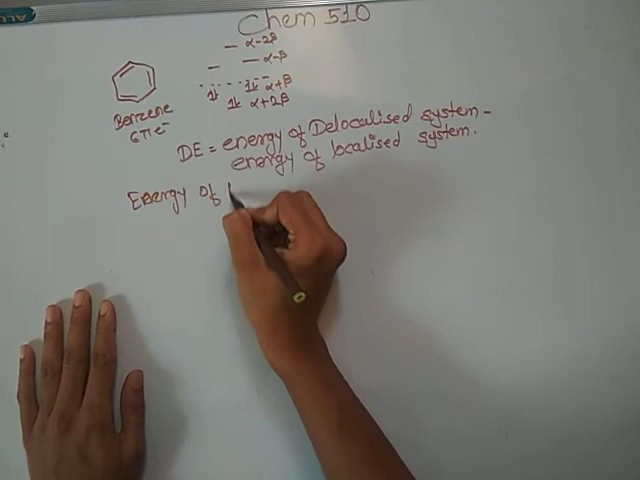 Chem 510
α-2β
α-β
α+β
α+2β
Benzene
6πe⁻
DE = energy of Delocalised system -
energy of localised system.
Energy of